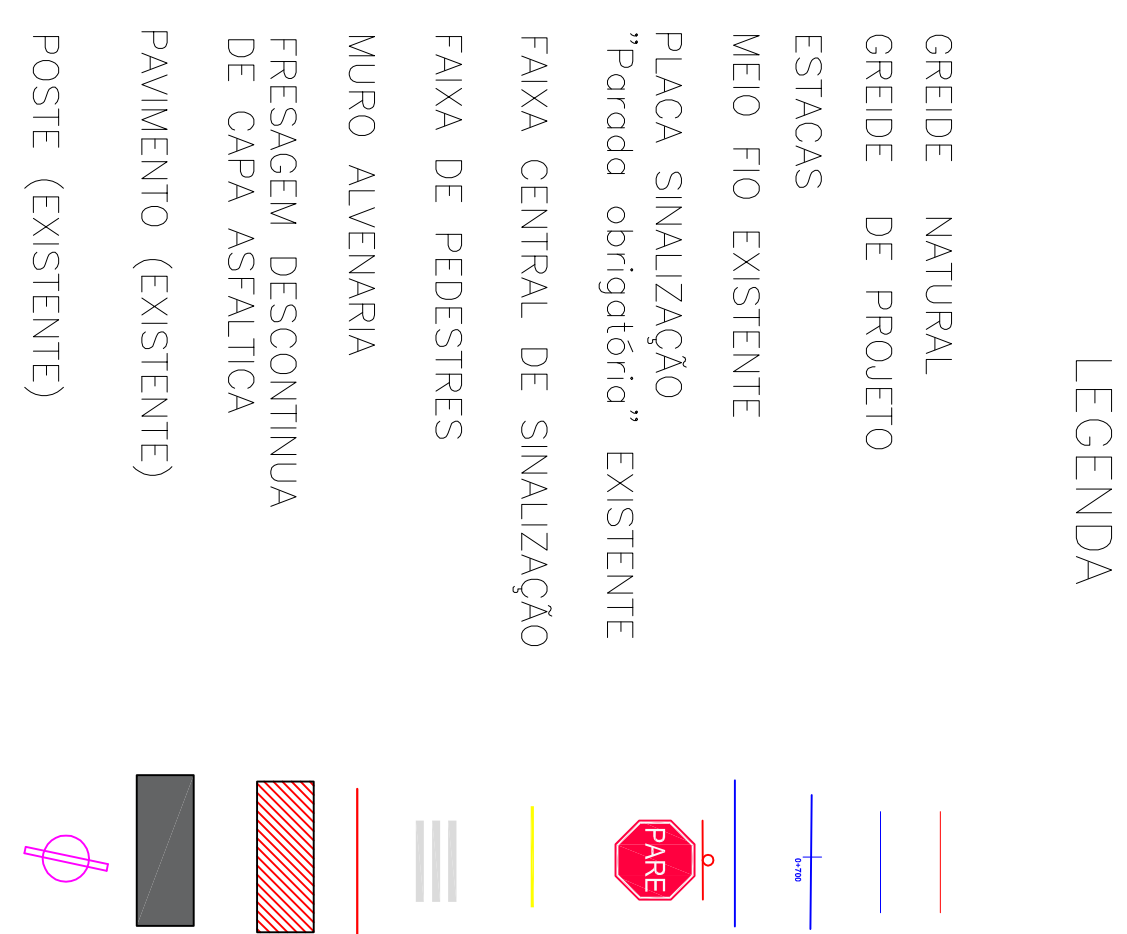 LEGENDA
GREIDE NATURAL
GREIDE DE PROJETO
ESTACAS
0+700
MEIO FIO EXISTENTE
PLACA SINALIZAÇÃO
"Parada obrigatória" EXISTENTE
PARE
FAIXA CENTRAL DE SINALIZAÇÃO
FAIXA DE PEDESTRES
MURO ALVENARIA
FRESAGEM DESCONTINUA
DE CAPA ASFALTICA
PAVIMENTO (EXISTENTE)
POSTE (EXISTENTE)